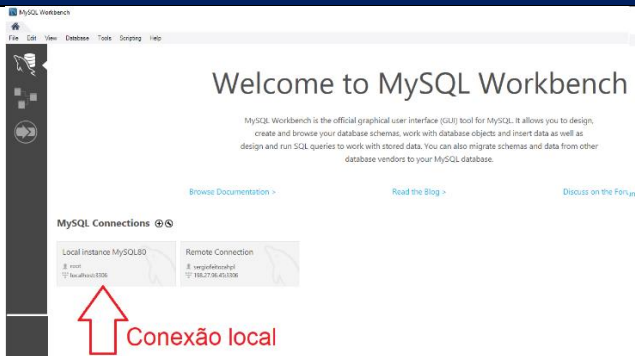 MySQL Workbench
File Edit View Database Tools Scripting Help
Welcome to MySQL Workbench
MySQL Workbench is the official graphical user interface (GUI) tool for MySQL. It allows you to design,
create and browse your database schemas, work with database objects and insert data as well as
design and run SQL queries to work with stored data. You can also migrate schemas and data from other
database vendors to your MySQL database.
Browse Documentation >
Read the Blog >
Discuss on the Forum
MySQL Connections
Local instance MySQL80
root
localhost:3306
Remote Connection
Conexão local